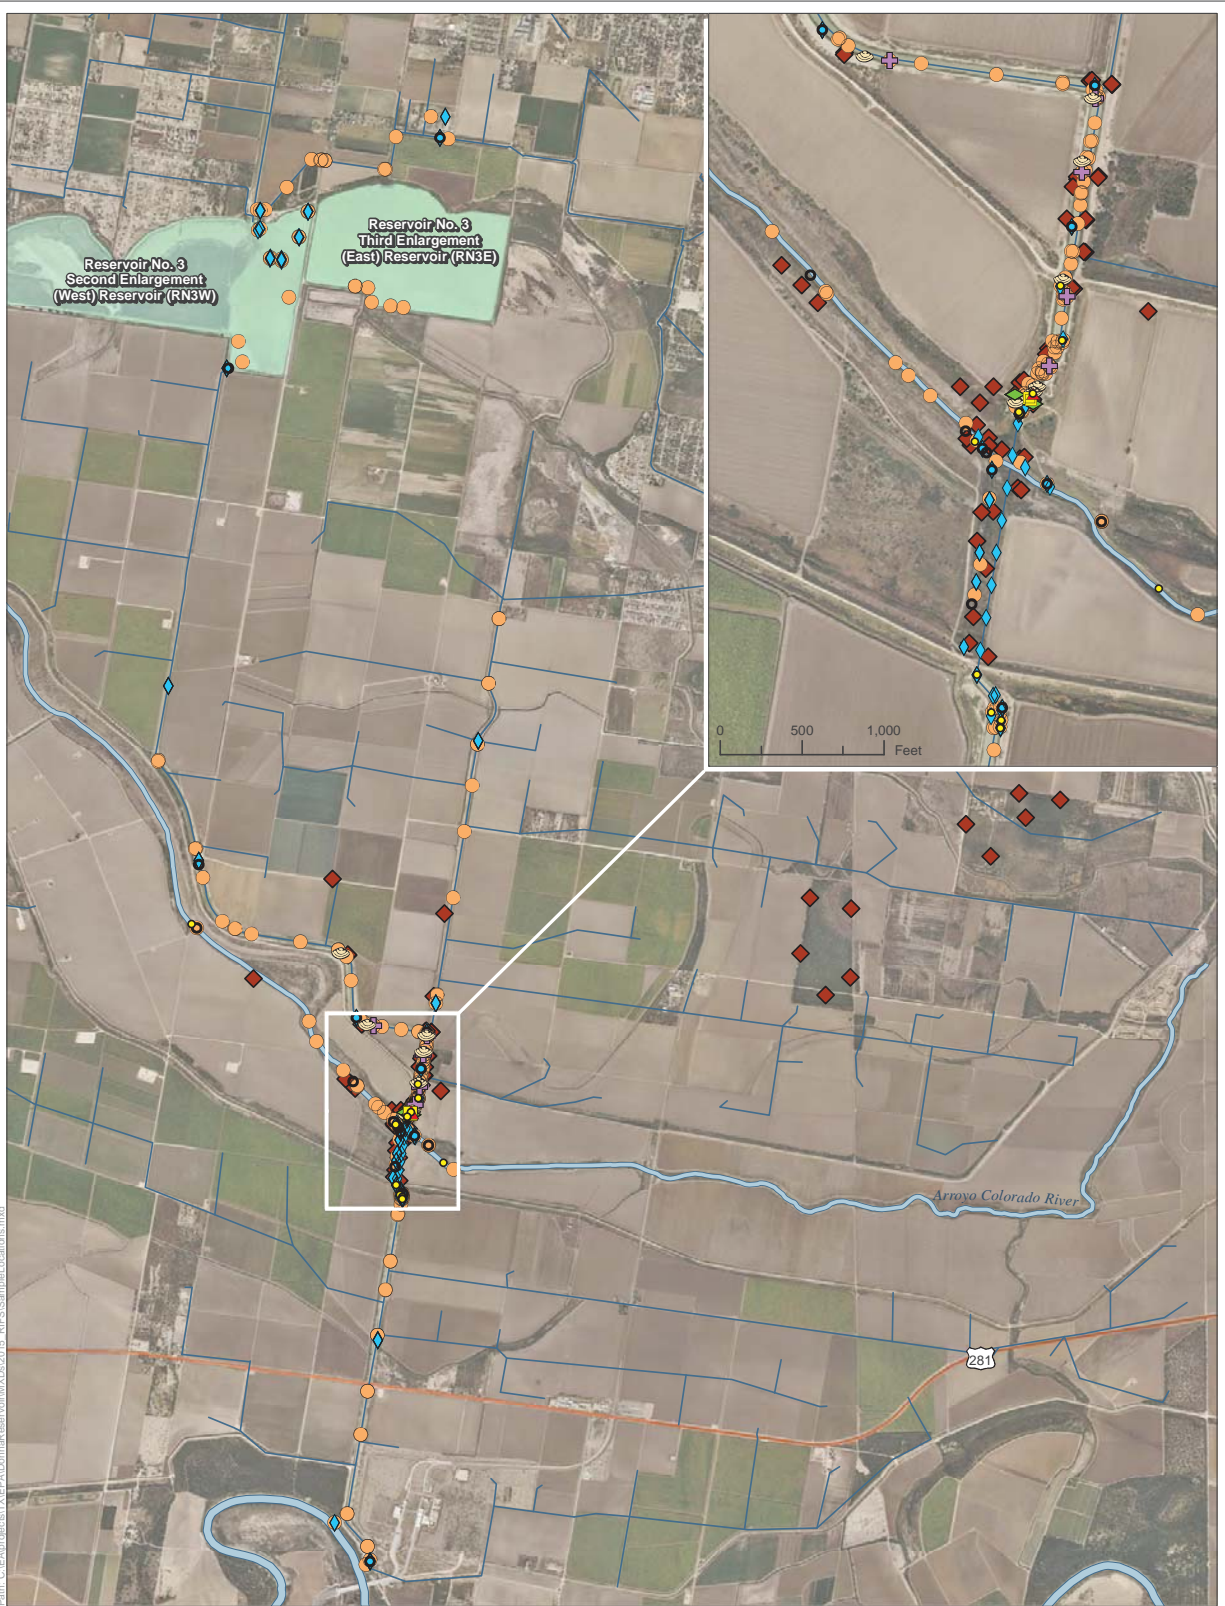 Reservoir No. 3
Third Enlargement
(East) Reservoir (RN3E)
Reservoir No. 3
Second Enlargement
(West) Reservoir (RN3W)
0 500 1,000
Feet
Arroyo Colorado River
281